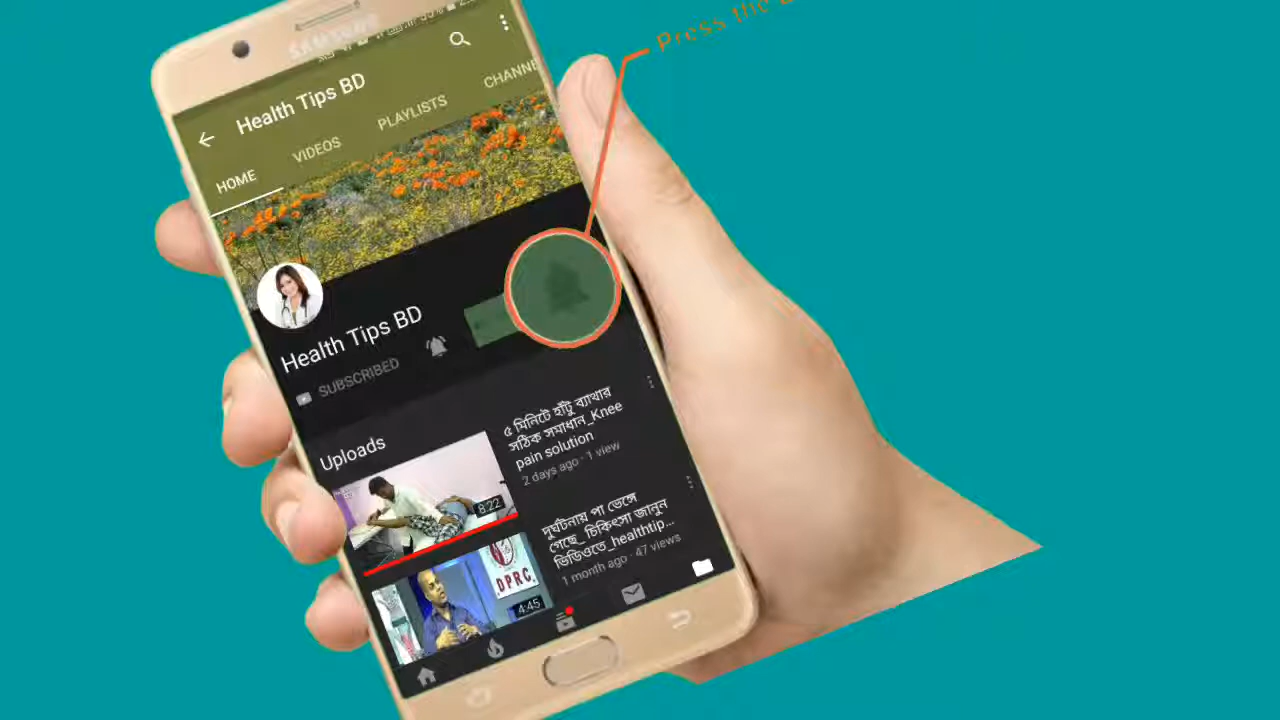 Press the
SAMSUNG
Health Tips BD
HOME
VIDEOS
PLAYLISTS
CHANNE
Health Tips BD
SUBSCRIBED
Uploads
৫ মিনিটে হাঁটু ব্যাথার
সঠিক সমাধান_Knee
pain solution
2 days ago · 1 view
8:22
দুর্ঘটনায় পা ভেঙ্গে
গেছে_ চিকিৎসা জানুন
ভিডিওতে_healthtip...
1 month ago · 47 views
DPRC
4:45